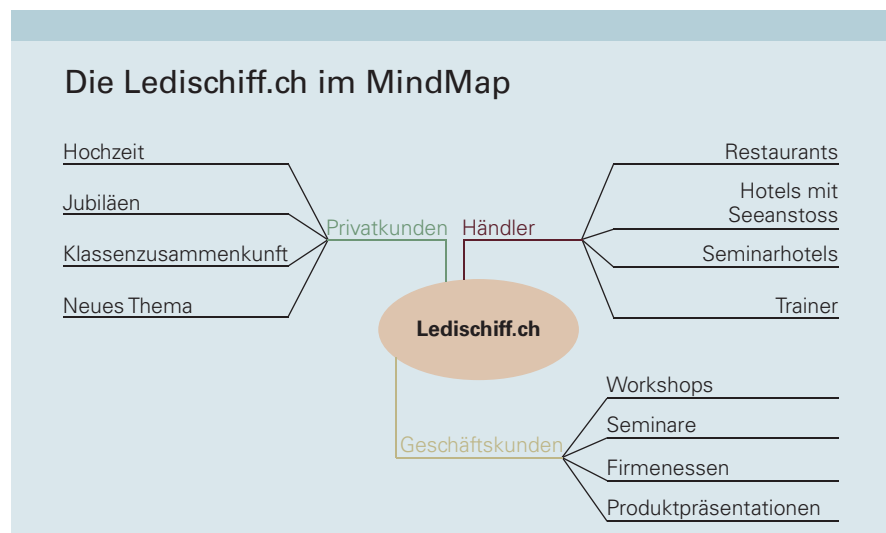 Die Ledischiff.ch im MindMap
Hochzeit
Jubiläen
Klassenzusammenkunft
Neues Thema
Privatkunden
Händler
Restaurants
Hotels mit
Seeanstoss
Seminarhotels
Trainer
Ledischiff.ch
Geschäftskunden
Workshops
Seminare
Firmenessen
Produktpräsentationen